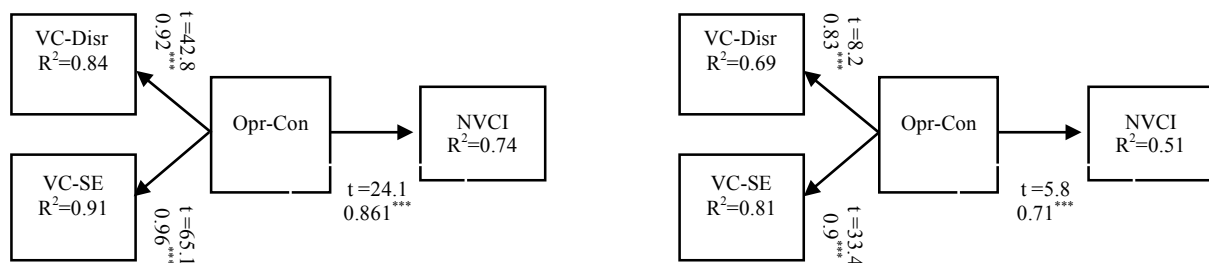 VC-Disr
R²=0.84
t =42.8
0.92***
Opr-Con
NVCI
R²=0.74
VC-SE
R²=0.91
t =65.1
0.96***
t =24.1
0.861***
VC-Disr
R²=0.69
t =8.2
0.83***
Opr-Con
NVCI
R²=0.51
VC-SE
R²=0.81
t =33.4
0.9***
t =5.8
0.71***